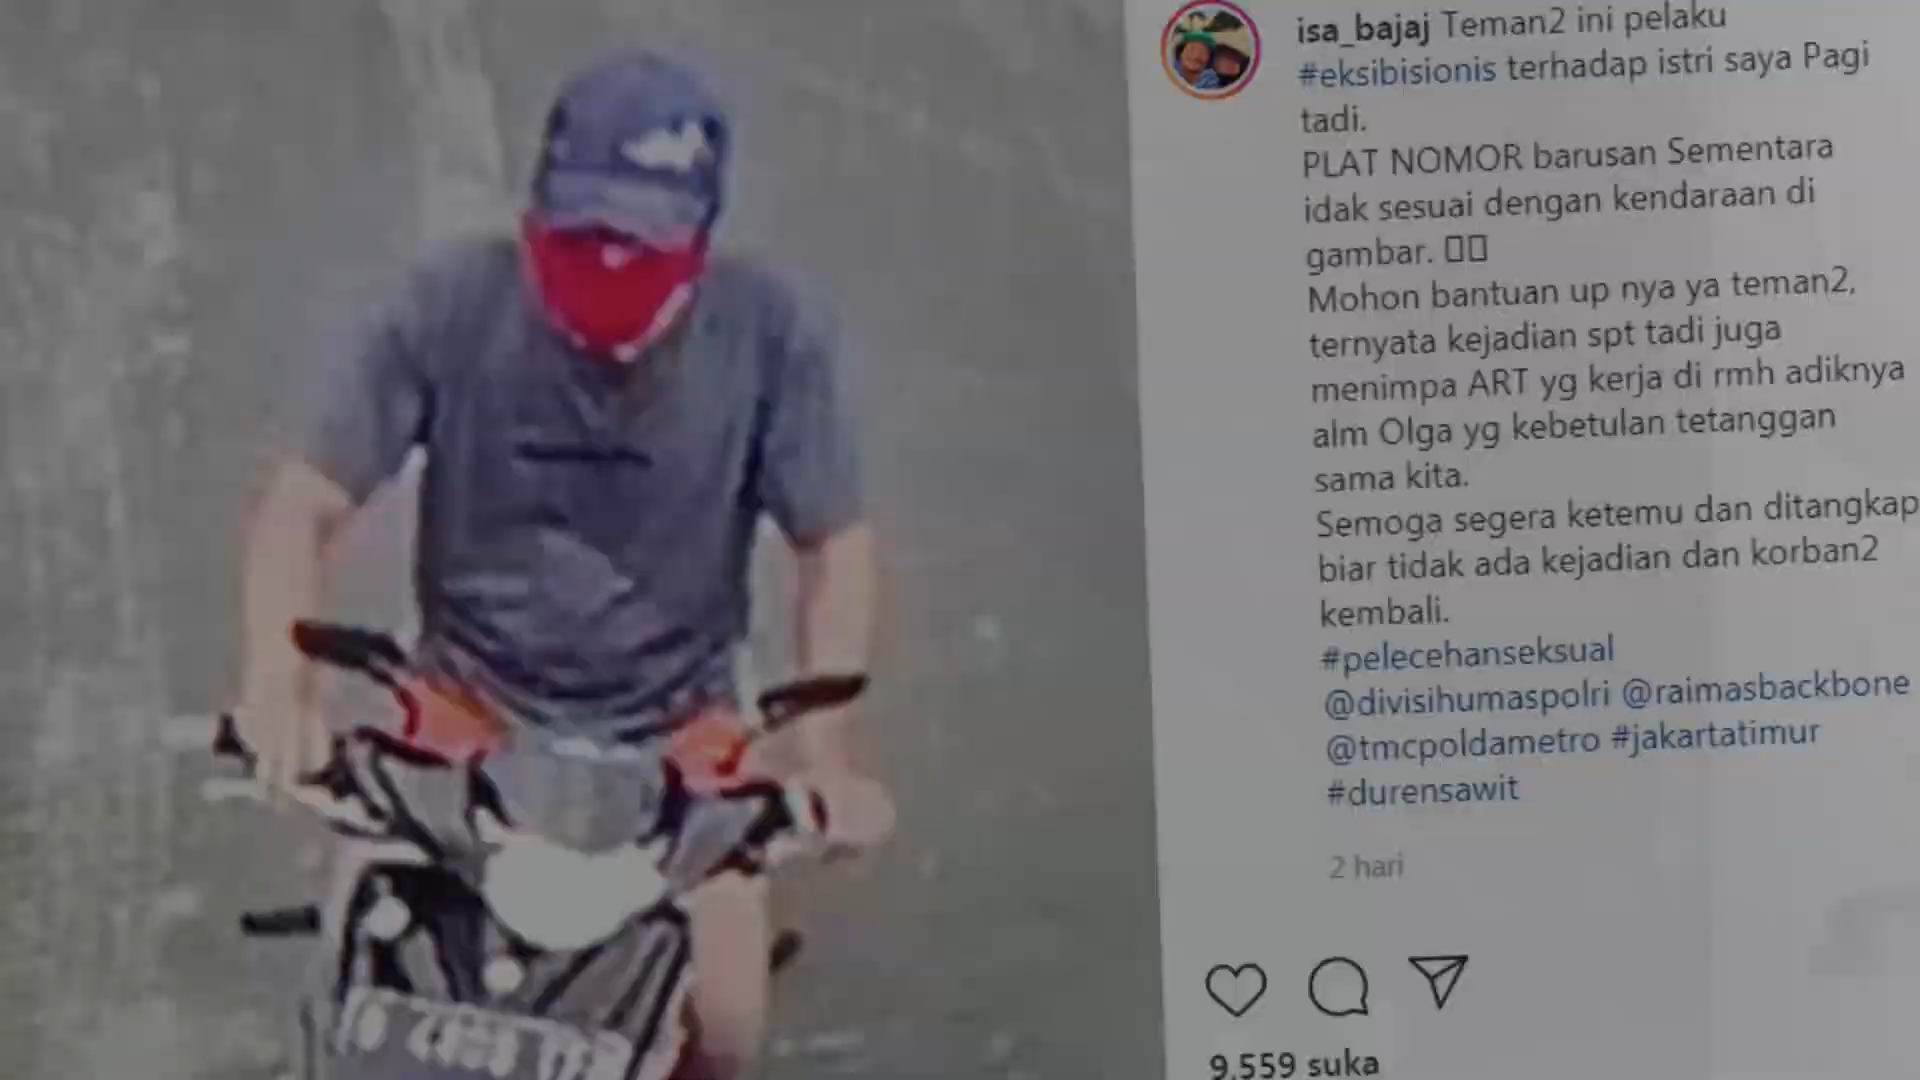 isa_bajaj Teman2 ini pelaku
#eksibisionis terhadap istri saya Pagi
tadi.
PLAT NOMOR barusan Sementara
idak sesuai dengan kendaraan di
gambar.
Mohon bantuan up nya ya teman2,
ternyata kejadian spt tadi juga
menimpa ART yg kerja di rmh adiknya
alm Olga yg kebetulan tetanggan
sama kita.
Semoga segera ketemu dan ditangkap
biar tidak ada kejadian dan korban2
kembali.
#pelecehanseksual
@divisihumaspolri @raimasbackbone
@tmcpoldametro #jakartatimur
#durensawit
2 hari
9.559 suka